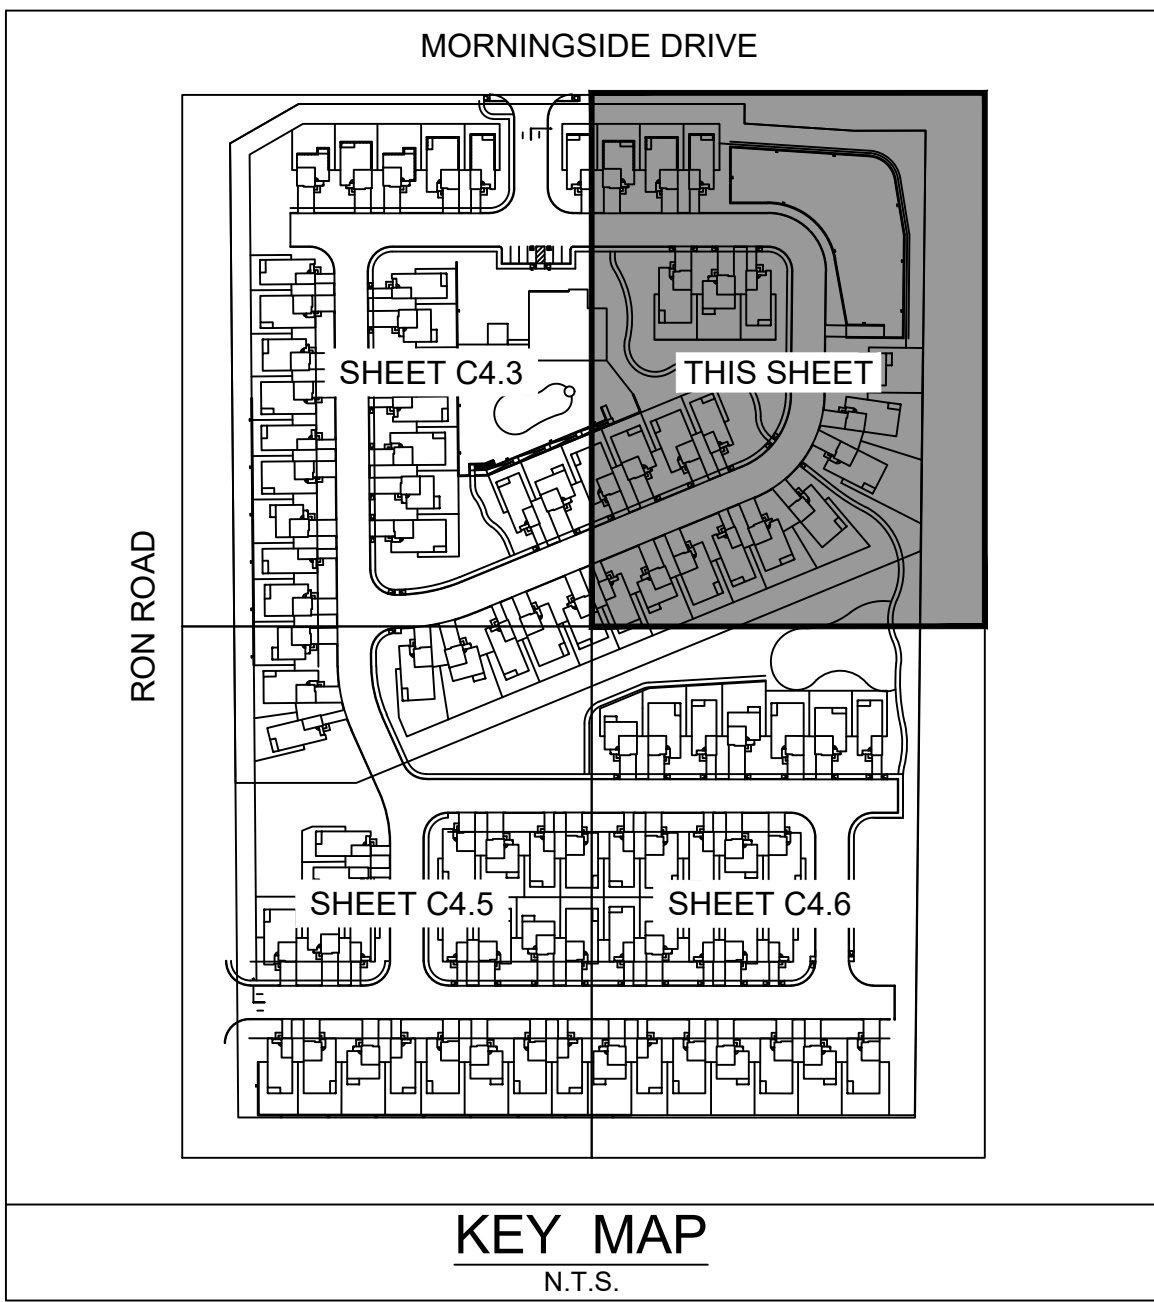 MORNINGSIDE DRIVE
SHEET C4.3
THIS SHEET
RON ROAD
SHEET C4.5
SHEET C4.6
KEY MAP
N.T.S.